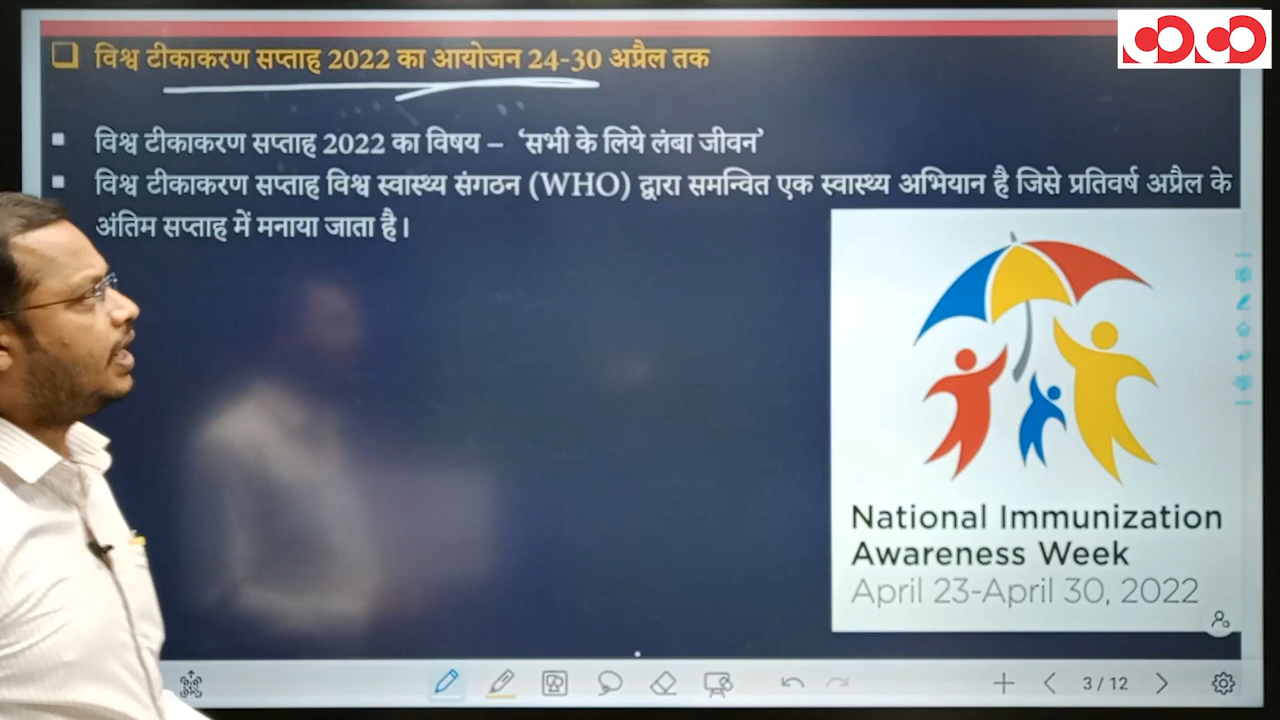 विश्व टीकाकरण सप्ताह 2022 का आयोजन 24-30 अप्रैल तक
विश्व टीकाकरण सप्ताह 2022 का विषय – ‘सभी के लिये लंबा जीवन’
विश्व टीकाकरण सप्ताह विश्व स्वास्थ्य संगठन (WHO) द्वारा समन्वित एक स्वास्थ्य अभियान है जिसे प्रतिवर्ष अप्रैल के
अंतिम सप्ताह में मनाया जाता है।
National Immunization
Awareness Week
April 23-April 30, 2022
3 / 12